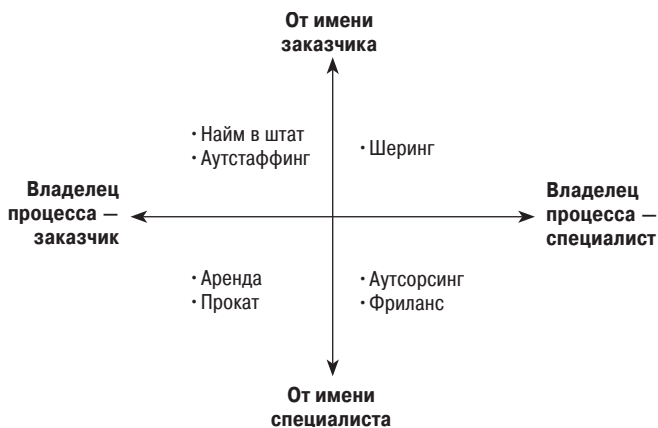 От имени
заказчика
• Найм в штат
• Аутстаффинг
• Шеринг
Владелец
процесса —
заказчик
Владелец
процесса —
специалист
• Аренда
• Прокат
• Аутсорсинг
• Фриланс
От имени
специалиста